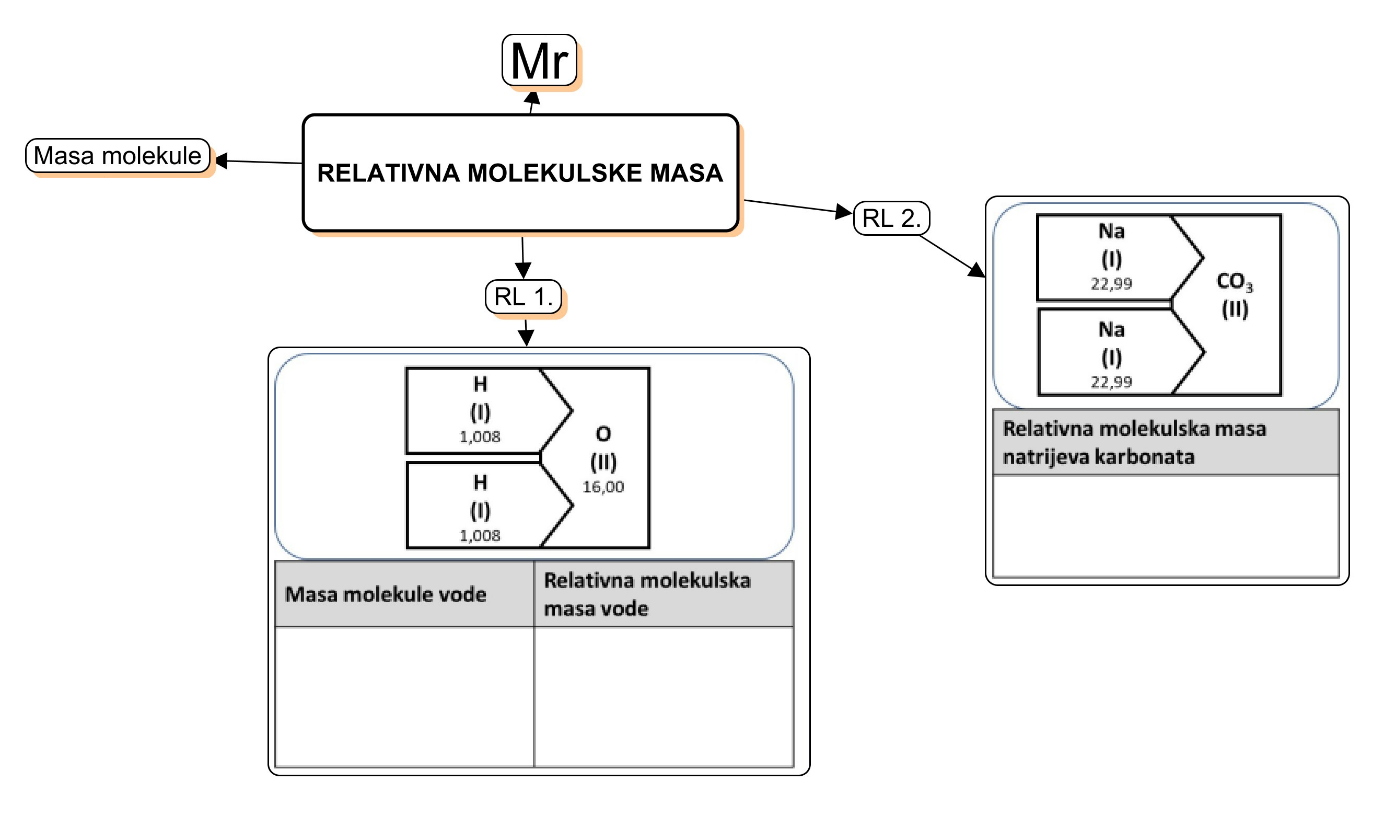 Mr
Masa molekule
RELATIVNA MOLEKULSKE MASA
RL 2.
RL 1.
H
(I)
1,008
H
(I)
1,008
O
(II)
16,00
Masa molekule vode
Relativna molekulska
masa vode
Na
(I)
22,99
Na
(I)
22,99
CO₃
(II)
Relativna molekulska masa
natrijeva karbonata